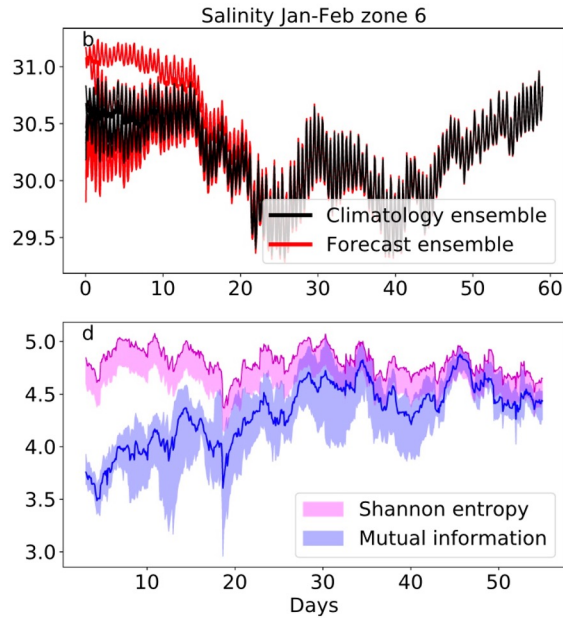 Salinity Jan-Feb zone 6
b
31.0
30.5
30.0
29.5
Climatology ensemble
Forecast ensemble
0 10 20 30 40 50 60
d
5.0
4.5
4.0
3.5
3.0
Shannon entropy
Mutual information
10 20 30 40 50
Days